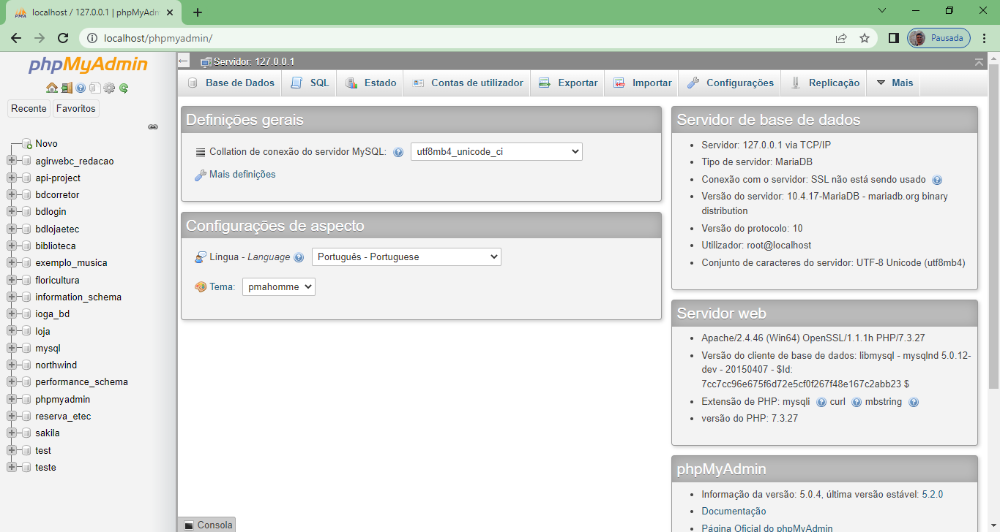 localhost / 127.0.0.1 | phpMyAdm
localhost/phpmyadmin/
Pausada
phpMyAdmin
Recente Favoritos
Novo
agirwebc_redacao
api-project
bdcorretor
bdlogin
bdlojaetec
biblioteca
exemplo_musica
floricultura
information_schema
ioga_bd
loja
mysql
northwind
performance_schema
phpmyadmin
reserva_etec
sakila
test
teste
Servidor: 127.0.0.1
Base de Dados SQL Estado Contas de utilizador Exportar Importar Configurações Replicação Mais
Definições gerais
Collation de conexão do servidor MySQL: utf8mb4_unicode_ci
Mais definições
Configurações de aspecto
Língua - Language Português - Portuguese
Tema: pmahomme
Servidor de base de dados
Servidor: 127.0.0.1 via TCP/IP
Tipo de servidor: MariaDB
Conexão com o servidor: SSL não está sendo usado
Versão do servidor: 10.4.17-MariaDB - mariadb.org binary
distribution
Versão do protocolo: 10
Utilizador: root@localhost
Conjunto de caracteres do servidor: UTF-8 Unicode (utf8mb4)
Servidor web
Apache/2.4.46 (Win64) OpenSSL/1.1.1h PHP/7.3.27
Versão do cliente de base de dados: libmysql - mysqlnd 5.0.12-
dev - 20150407 - $Id:
7cc7cc96e675f6d72e5cf0f267f48e167c2abb23 $
Extensão de PHP: mysqli curl mbstring
versão do PHP: 7.3.27
phpMyAdmin
Informação da versão: 5.0.4, última versão estável: 5.2.0
Documentação
Página Oficial do phpMyAdmin
Consola